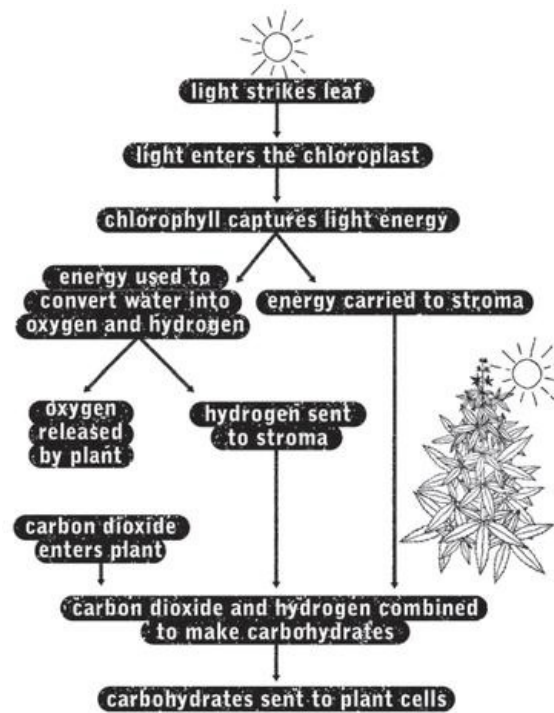 light strikes leaf
light enters the chloroplast
chlorophyll captures light energy
energy used to
convert water into
oxygen and hydrogen
energy carried to stroma
oxygen
released
by plant
hydrogen sent
to stroma
carbon dioxide
enters plant
carbon dioxide and hydrogen combined
to make carbohydrates
carbohydrates sent to plant cells